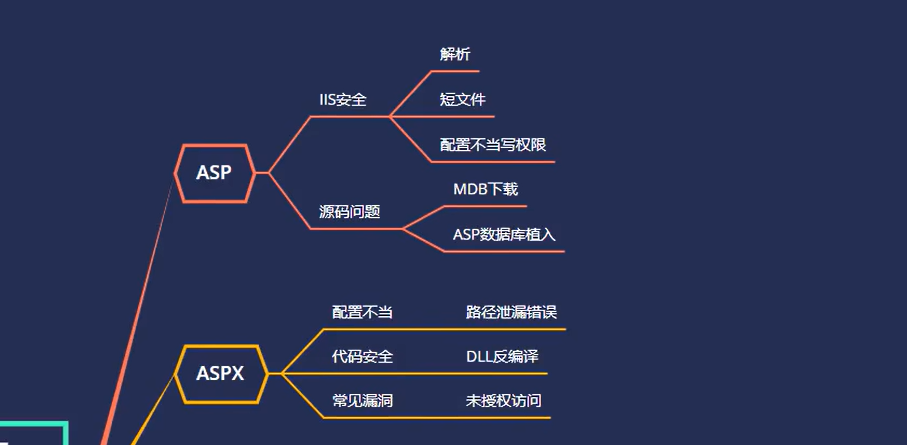 解析
IIS安全
短文件
配置不当写权限
ASP
MDB下载
源码问题
ASP数据库植入
配置不当 路径泄漏错误
代码安全 DLL反编译
ASPX
常见漏洞 未授权访问